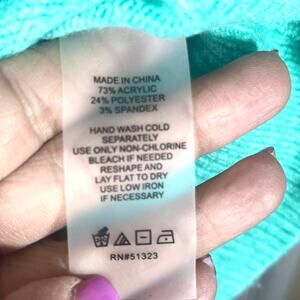 MADE IN CHINA
73% ACRYLIC
24% POLYESTER
3% SPANDEX
HAND WASH COLD
SEPARATELY
USE ONLY NON-CHLORINE
BLEACH IF NEEDED
RESHAPE AND
LAY FLAT TO DRY
USE LOW IRON
IF NECESSARY
RN#51323